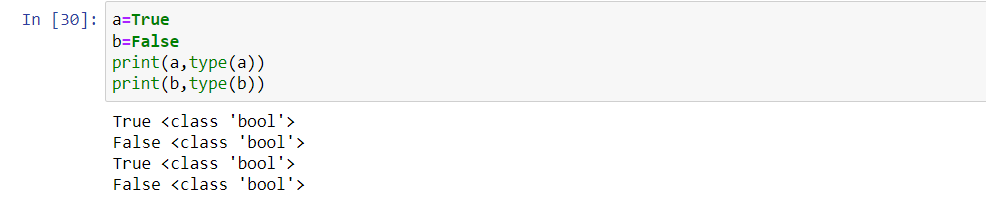 In [30]: a=True
b=False
print(a,type(a))
print(b,type(b))
True <class 'bool'>
False <class 'bool'>
True <class 'bool'>
False <class 'bool'>